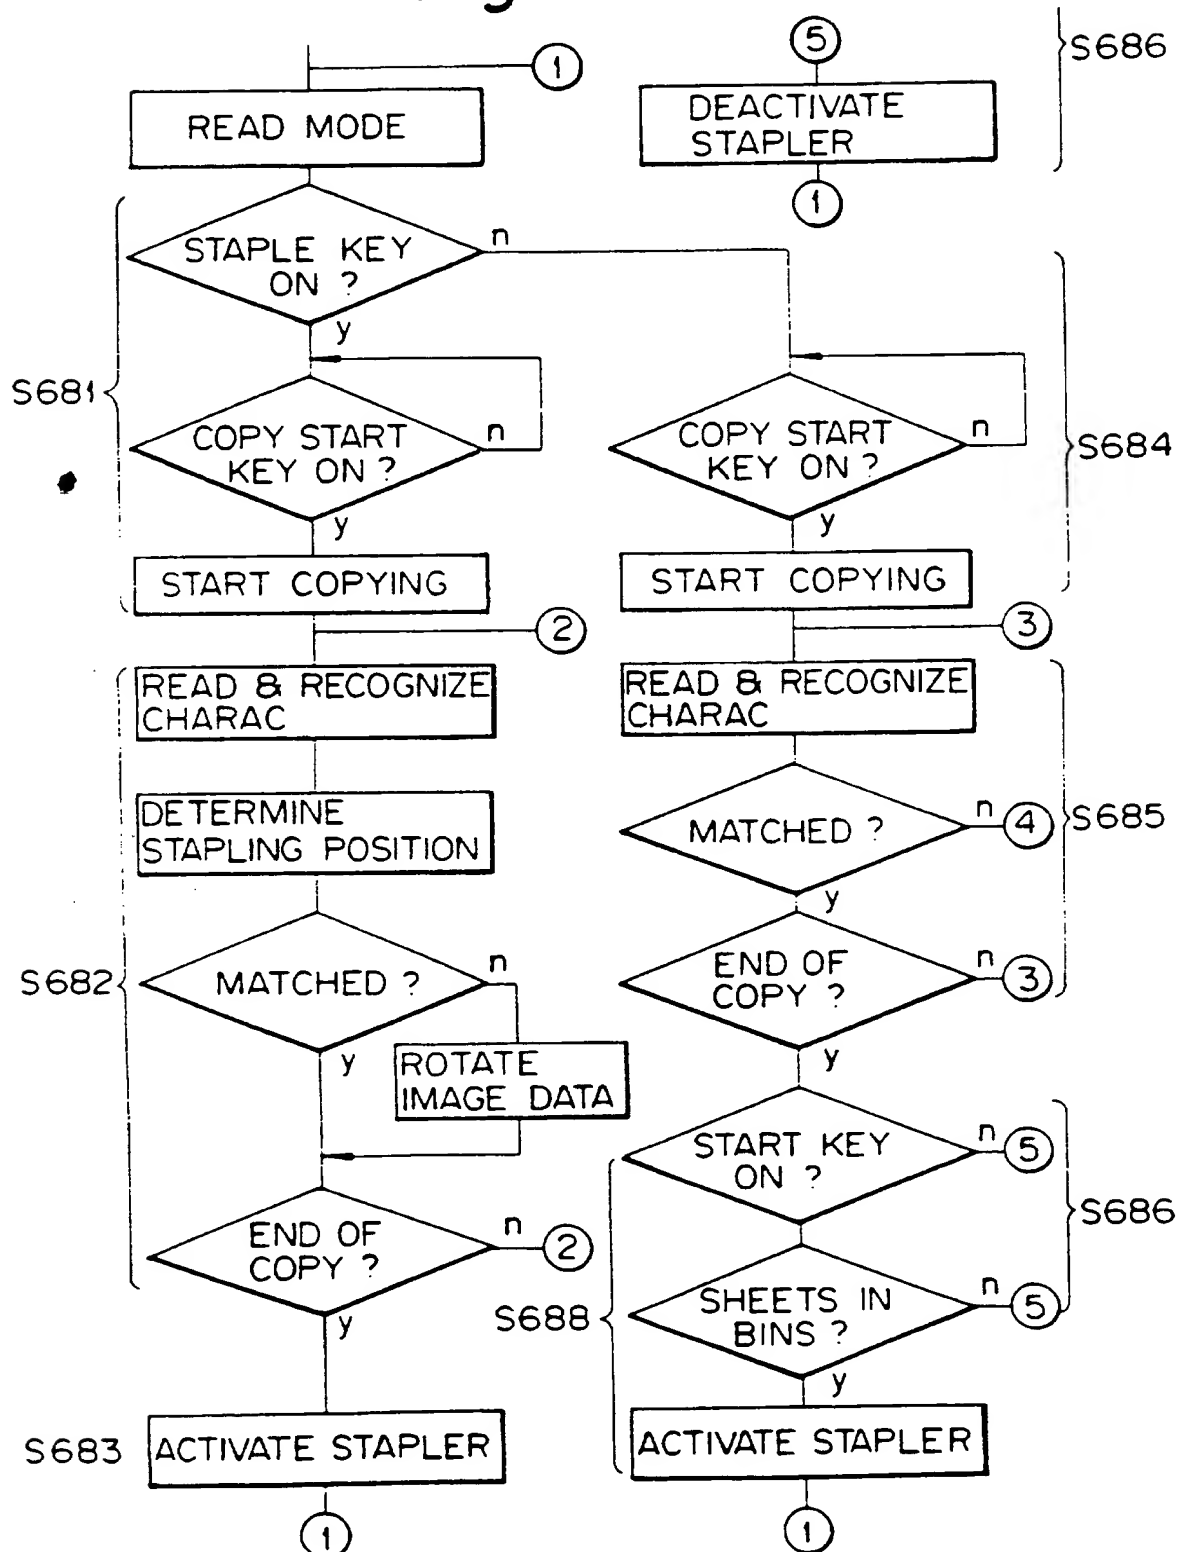 g
1
READ MODE
STAPLE KEY
ON ?
n
y
S681
COPY START
KEY ON ?
n
y
START COPYING
2
READ & RECOGNIZE
CHARAC
DETERMINE
STAPLING POSITION
S682
MATCHED ?
n
y
ROTATE
IMAGE DATA
END OF
COPY ?
n
2
y
S683
ACTIVATE STAPLER
1
5
S686
DEACTIVATE
STAPLER
1
COPY START
KEY ON ?
n
S684
y
START COPYING
3
READ & RECOGNIZE
CHARAC
MATCHED ?
n
4
S685
y
END OF
COPY ?
n
3
y
START KEY
ON ?
n
5
S686
SHEETS IN
BINS ?
n
5
S688
y
ACTIVATE STAPLER
1